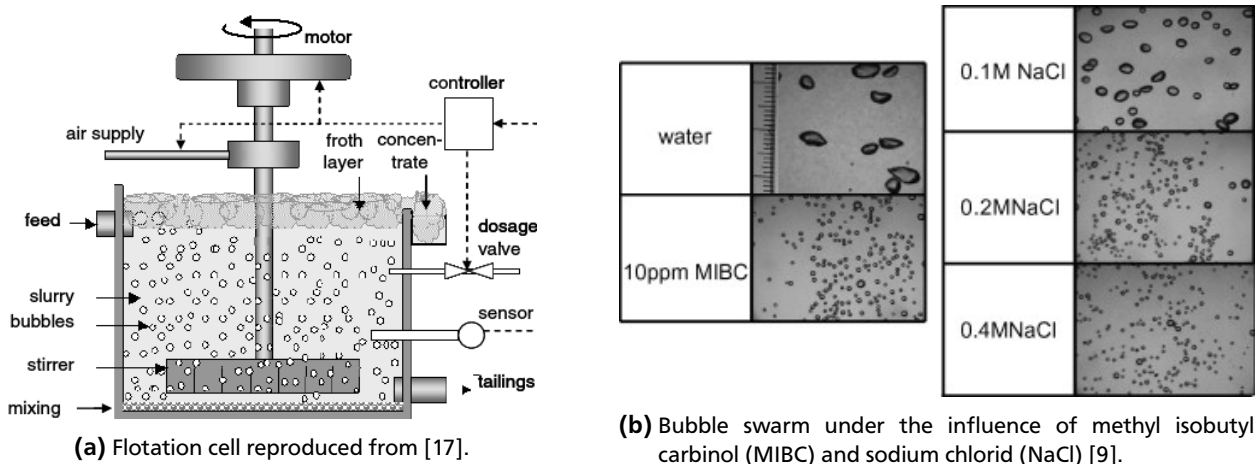 motor
controller
air supply
froth
layer
concen-
trate
feed
dosage
valve
slurry
bubbles
sensor
stirrer
tailings
mixing
(a) Flotation cell reproduced from [17].
water
10ppm MIBC
0.1M NaCl
0.2MNaCl
0.4MNaCl
(b) Bubble swarm under the influence of methyl isobutyl
carbinol (MIBC) and sodium chlorid (NaCl) [9].